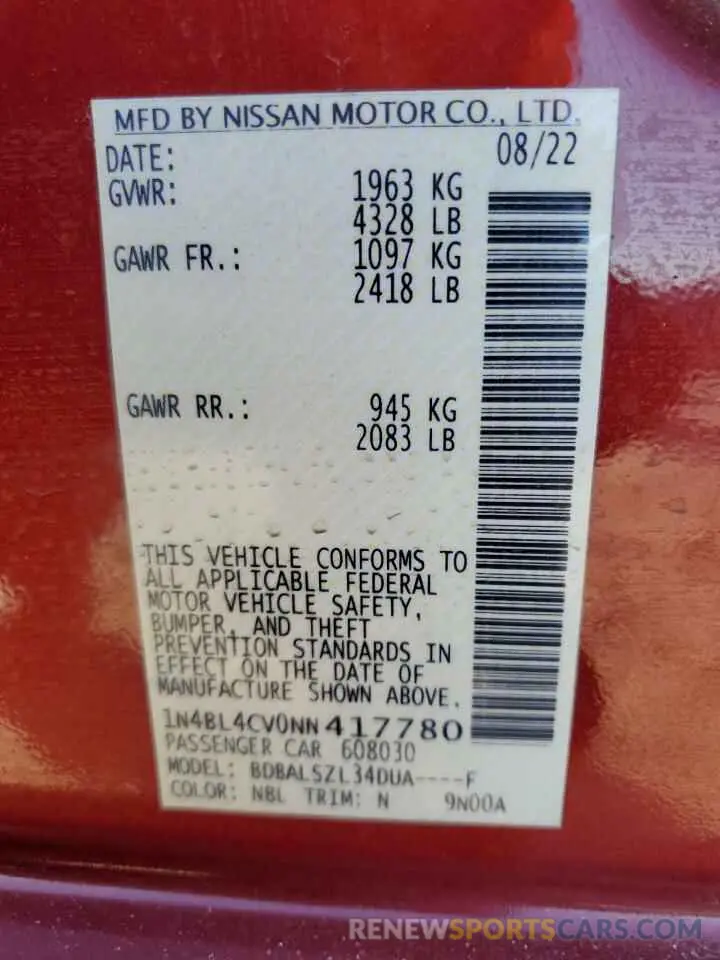 MFD BY NISSAN MOTOR CO., LTD.
DATE: 08/22
GVWR: 1963 KG
4328 LB
GAWR FR.: 1097 KG
2418 LB
GAWR RR.: 945 KG
2083 LB
THIS VEHICLE CONFORMS TO
ALL APPLICABLE FEDERAL
MOTOR VEHICLE SAFETY,
BUMPER, AND THEFT
PREVENTION STANDARDS IN
EFFECT ON THE DATE OF
MANUFACTURE SHOWN ABOVE.
1N4BL4CV0NN417780
PASSENGER CAR 608030
MODEL: BDBALSZL34DUA----F
COLOR: NBL TRIM: N 9N00A
RENEWSPORTSCARS.COM